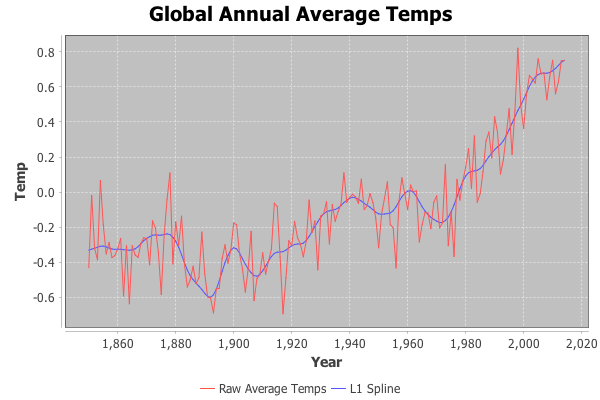 Global Annual Average Temps
0.8
0.6
0.4
0.2
0.0
-0.2
-0.4
-0.6
Temp
1,860 1,880 1,900 1,920 1,940 1,960 1,980 2,000 2,020
Year
Raw Average Temps L1 Spline